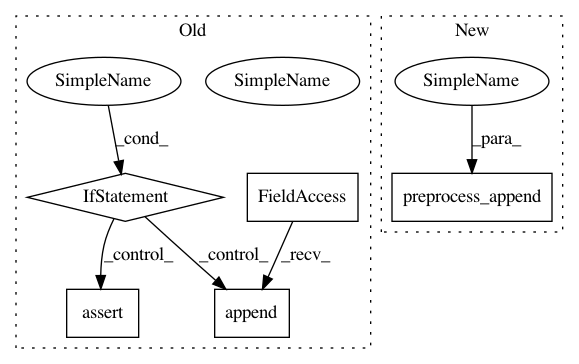 Old
New
SimpleName
SimpleName
SimpleName
_cond_
_para_
IfStatement
FieldAccess
preprocess_append
_control_
_control_
_recv_
assert
append